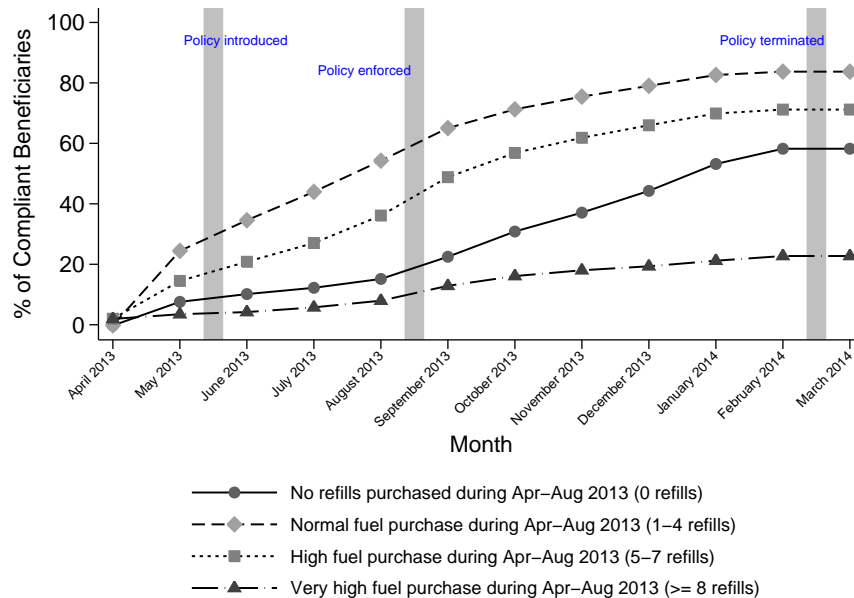 100
80
60
40
20
0
% of Compliant Beneficiaries
Policy introduced
Policy enforced
Policy terminated
April 2013
May 2013
June 2013
July 2013
August 2013
September 2013
October 2013
November 2013
December 2013
January 2014
February 2014
March 2014
Month
No refills purchased during Apr−Aug 2013 (0 refills)
Normal fuel purchase during Apr−Aug 2013 (1−4 refills)
High fuel purchase during Apr−Aug 2013 (5−7 refills)
Very high fuel purchase during Apr−Aug 2013 (>= 8 refills)